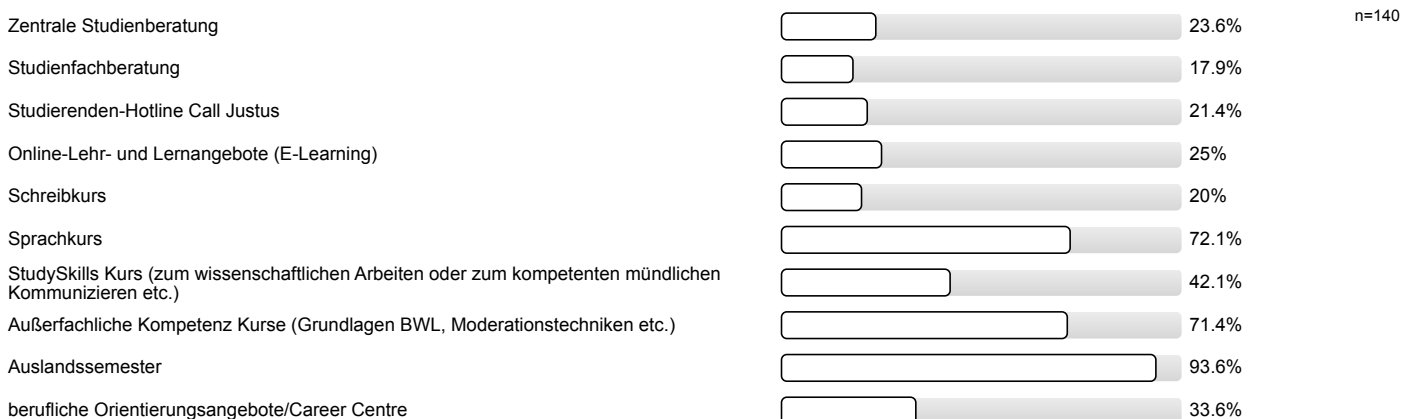 Zentrale Studienberatung 23.6% n=140
Studienfachberatung 17.9%
Studierenden-Hotline Call Justus 21.4%
Online-Lehr- und Lernangebote (E-Learning) 25%
Schreibkurs 20%
Sprachkurs 72.1%
StudySkills Kurs (zum wissenschaftlichen Arbeiten oder zum kompetenten mündlichen
Kommunizieren etc.) 42.1%
Außerfachliche Kompetenz Kurse (Grundlagen BWL, Moderationstechniken etc.) 71.4%
Auslandssemester 93.6%
berufliche Orientierungsangebote/Career Centre 33.6%